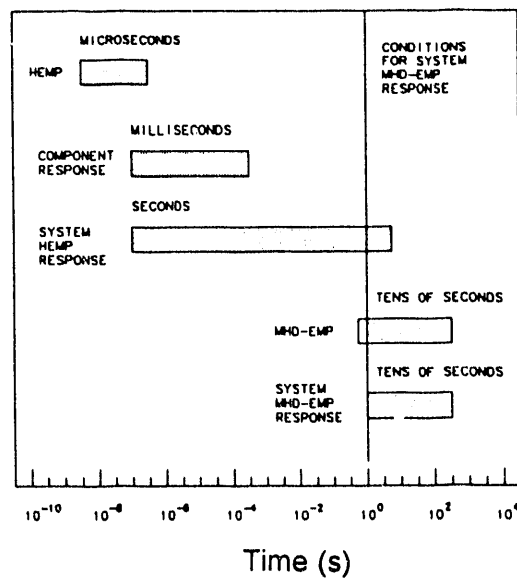 MICROSECONDS
HEMP
CONDITIONS
FOR SYSTEM
MHD-EMP
RESPONSE
MILLISECONDS
COMPONENT
RESPONSE
SECONDS
SYSTEM
HEMP
RESPONSE
TENS OF SECONDS
MHD-EMP
TENS OF SECONDS
SYSTEM
MHD-EMP
RESPONSE
10⁻¹⁰ 10⁻⁸ 10⁻⁶ 10⁻⁴ 10⁻² 10⁰ 10² 10⁴
Time (s)